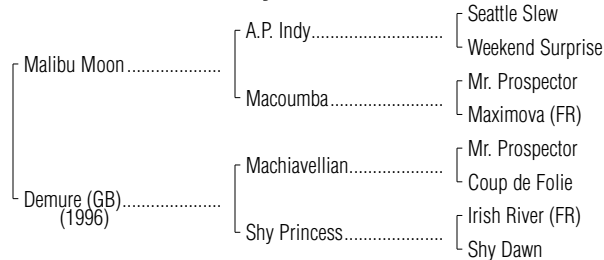 Seattle Slew
A.P. Indy....................
Weekend Surprise
Malibu Moon....................
Mr. Prospector
Macoumba....................
Maximova (FR)
Mr. Prospector
Machiavellian....................
Coup de Folie
Demure (GB)....................
(1996)
Irish River (FR)
Shy Princess....................
Shy Dawn